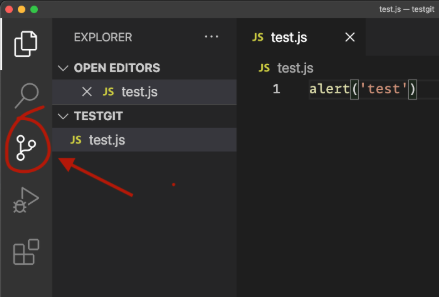 test.js — testgit
EXPLORER ...
OPEN EDITORS
JS test.js
TESTGIT
JS test.js
JS test.js
JS test.js
1 alert('test')